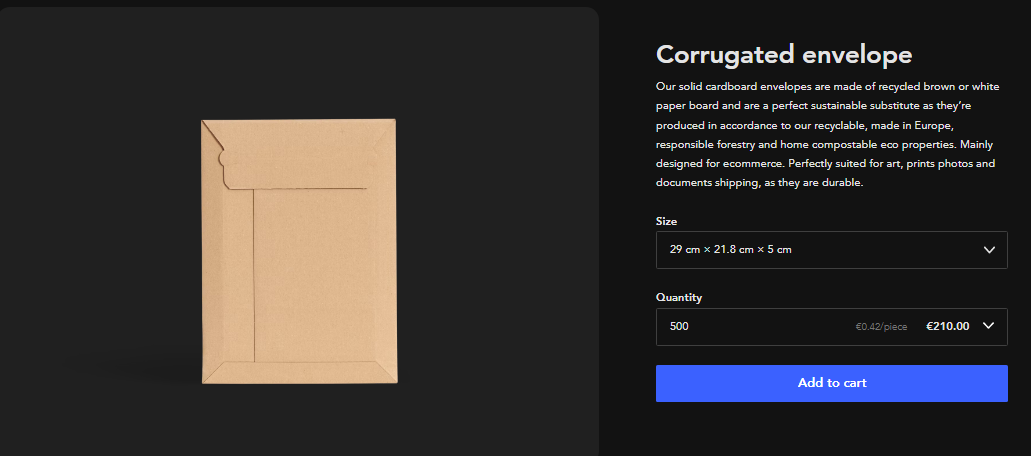 Corrugated envelope
Our solid cardboard envelopes are made of recycled brown or white
paper board and are a perfect sustainable substitute as they're
produced in accordance to our recyclable, made in Europe,
responsible forestry and home compostable eco properties. Mainly
designed for ecommerce. Perfectly suited for art, prints photos and
documents shipping, as they are durable.
Size
29 cm × 21.8 cm × 5 cm
Quantity
500 €0.42/piece €210.00
Add to cart